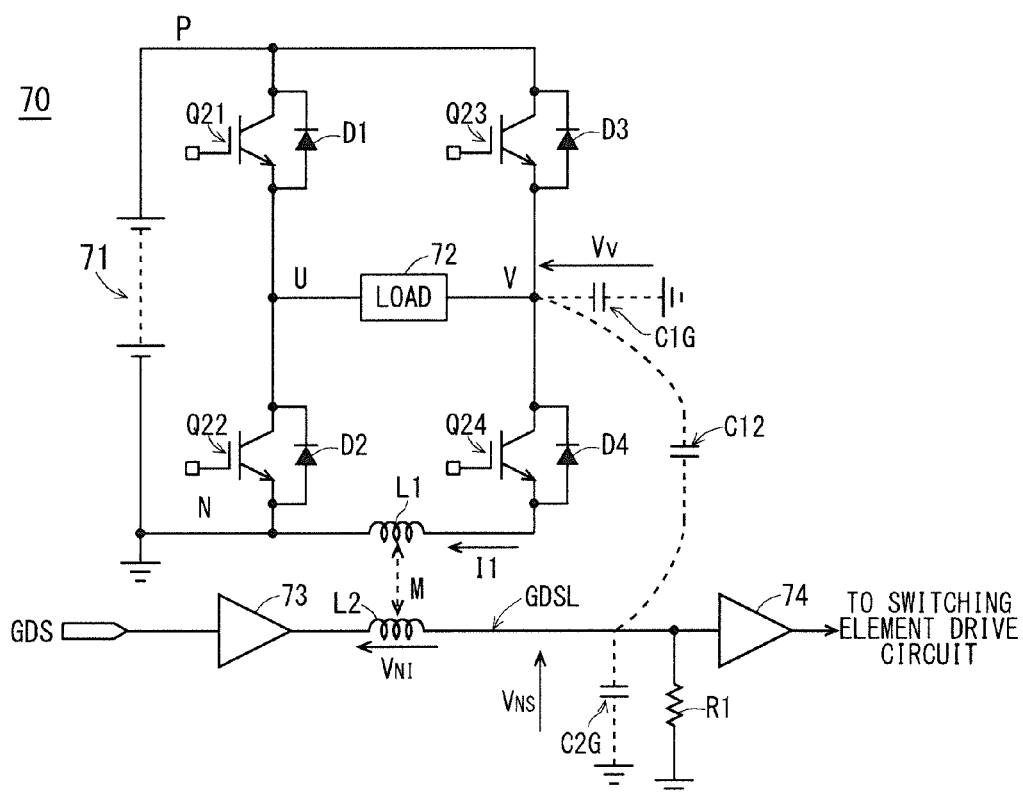 P
70
Q21
D1
Q23
D3
71
72
Vv
U
LOAD
V
C1G
Q22
D2
Q24
D4
C12
N
L1
I1
M
73
L2
GDSL
74
GDS
TO SWITCHING
ELEMENT DRIVE
CIRCUIT
VNI
VNS
C2G
R1